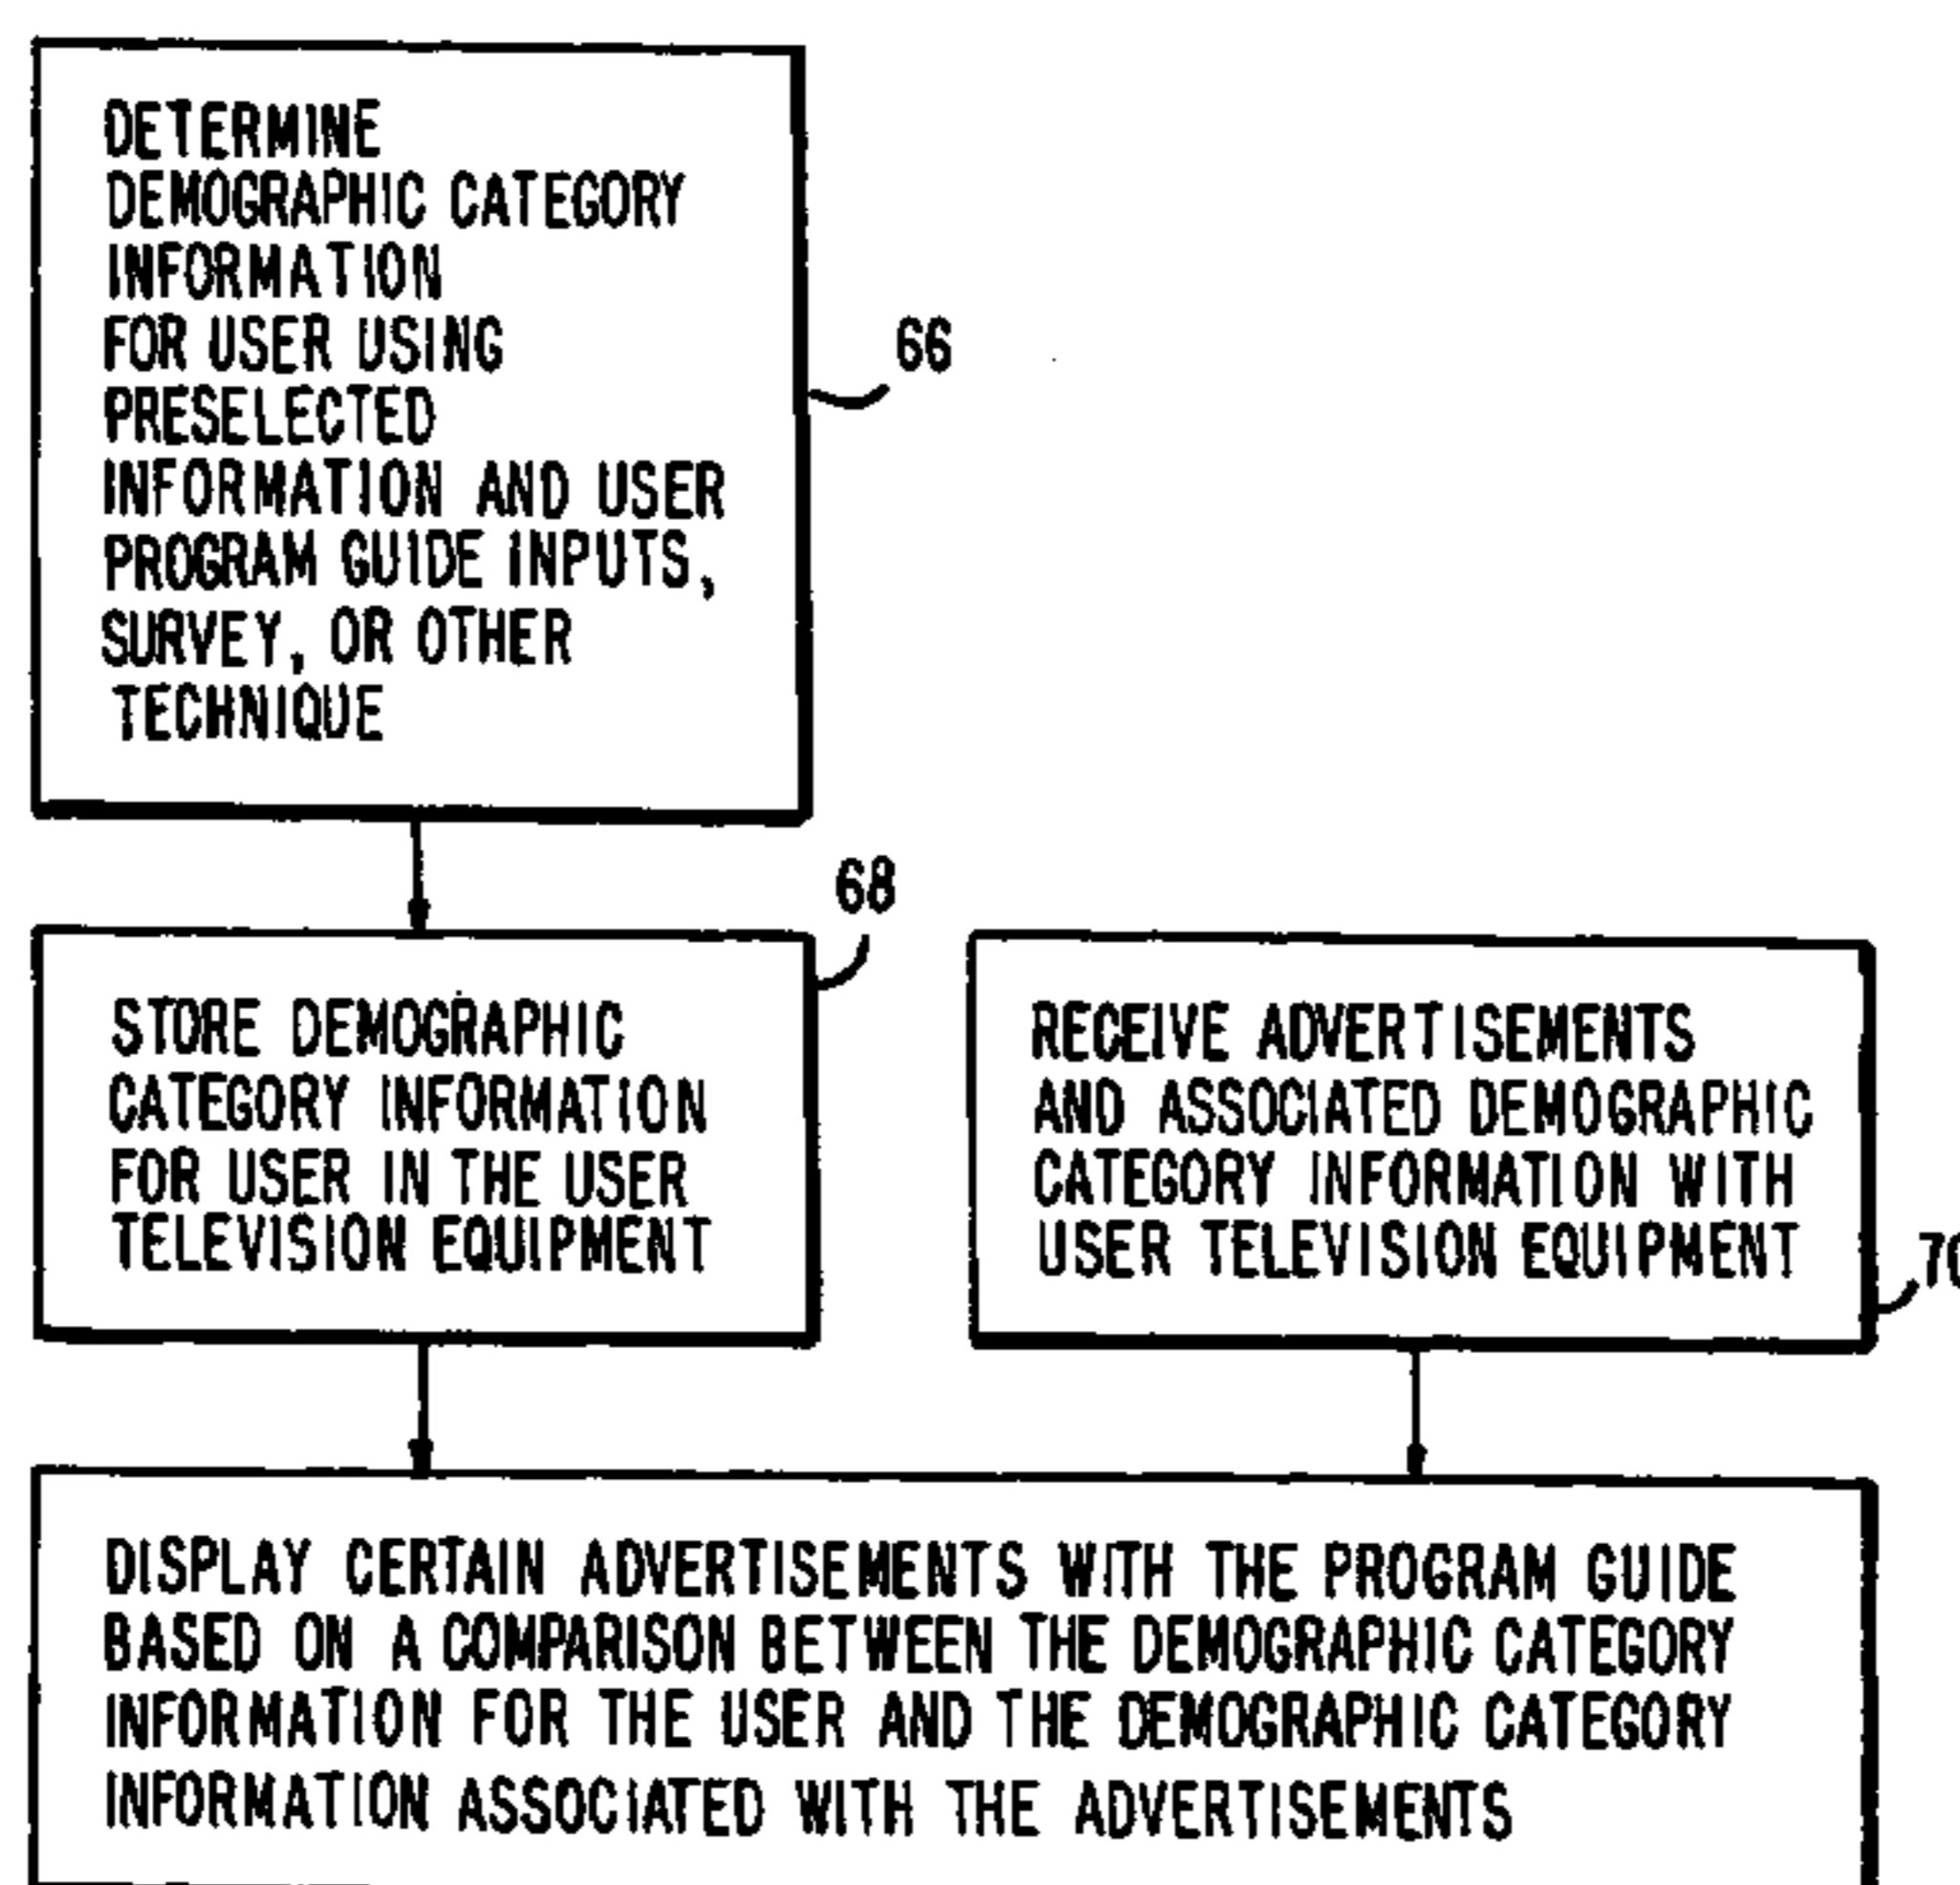 DETERMINE
DEMOGRAPHIC CATEGORY
INFORMATION
FOR USER USING
PRESELECTED
INFORMATION AND USER
PROGRAM GUIDE INPUTS,
SURVEY, OR OTHER
TECHNIQUE
66
68
STORE DEMOGRAPHIC
CATEGORY INFORMATION
FOR USER IN THE USER
TELEVISION EQUIPMENT
RECEIVE ADVERTISEMENTS
AND ASSOCIATED DEMOGRAPHIC
CATEGORY INFORMATION WITH
USER TELEVISION EQUIPMENT
70
DISPLAY CERTAIN ADVERTISEMENTS WITH THE PROGRAM GUIDE
BASED ON A COMPARISON BETWEEN THE DEMOGRAPHIC CATEGORY
INFORMATION FOR THE USER AND THE DEMOGRAPHIC CATEGORY
INFORMATION ASSOCIATED WITH THE ADVERTISEMENTS